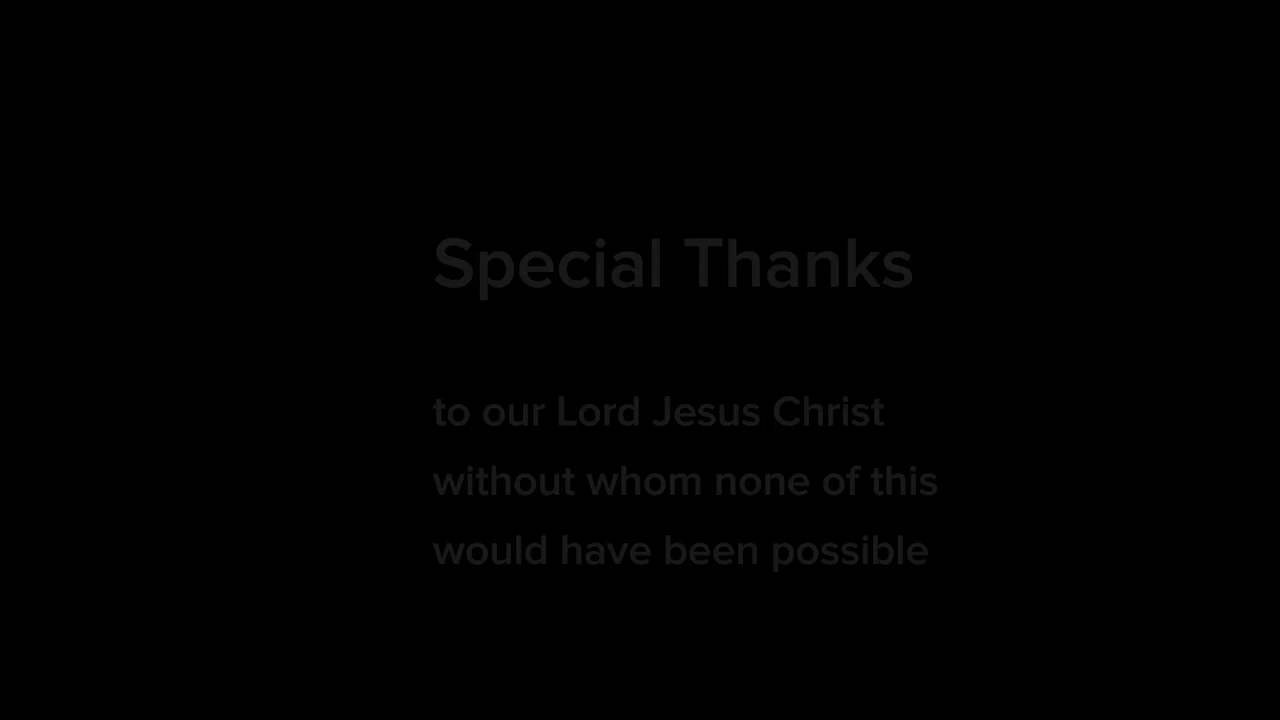 Special Thanks
to our Lord Jesus Christ
without whom none of this
would have been possible